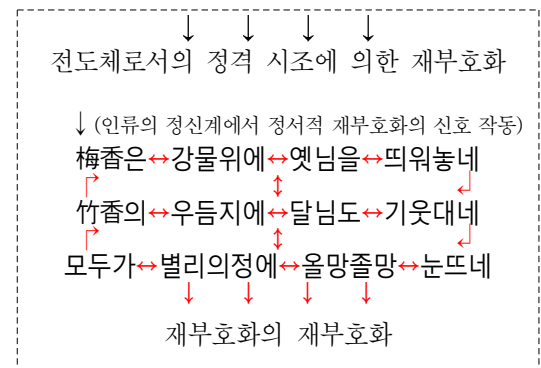 ↓ ↓ ↓ ↓
전도체로서의 정격 시조에 의한 재부호화
↓(인류의 정신계에서 정서적 재부호화의 신호 작동)
梅香은↔강물위에↔옛님을↔띄워놓네
竹香의↔우듬지에↔달님도↔기웃대네
모두가↔별리의정에↔올망졸망↔눈뜨네
↓ ↓ ↓ ↓
재부호화의 재부호화